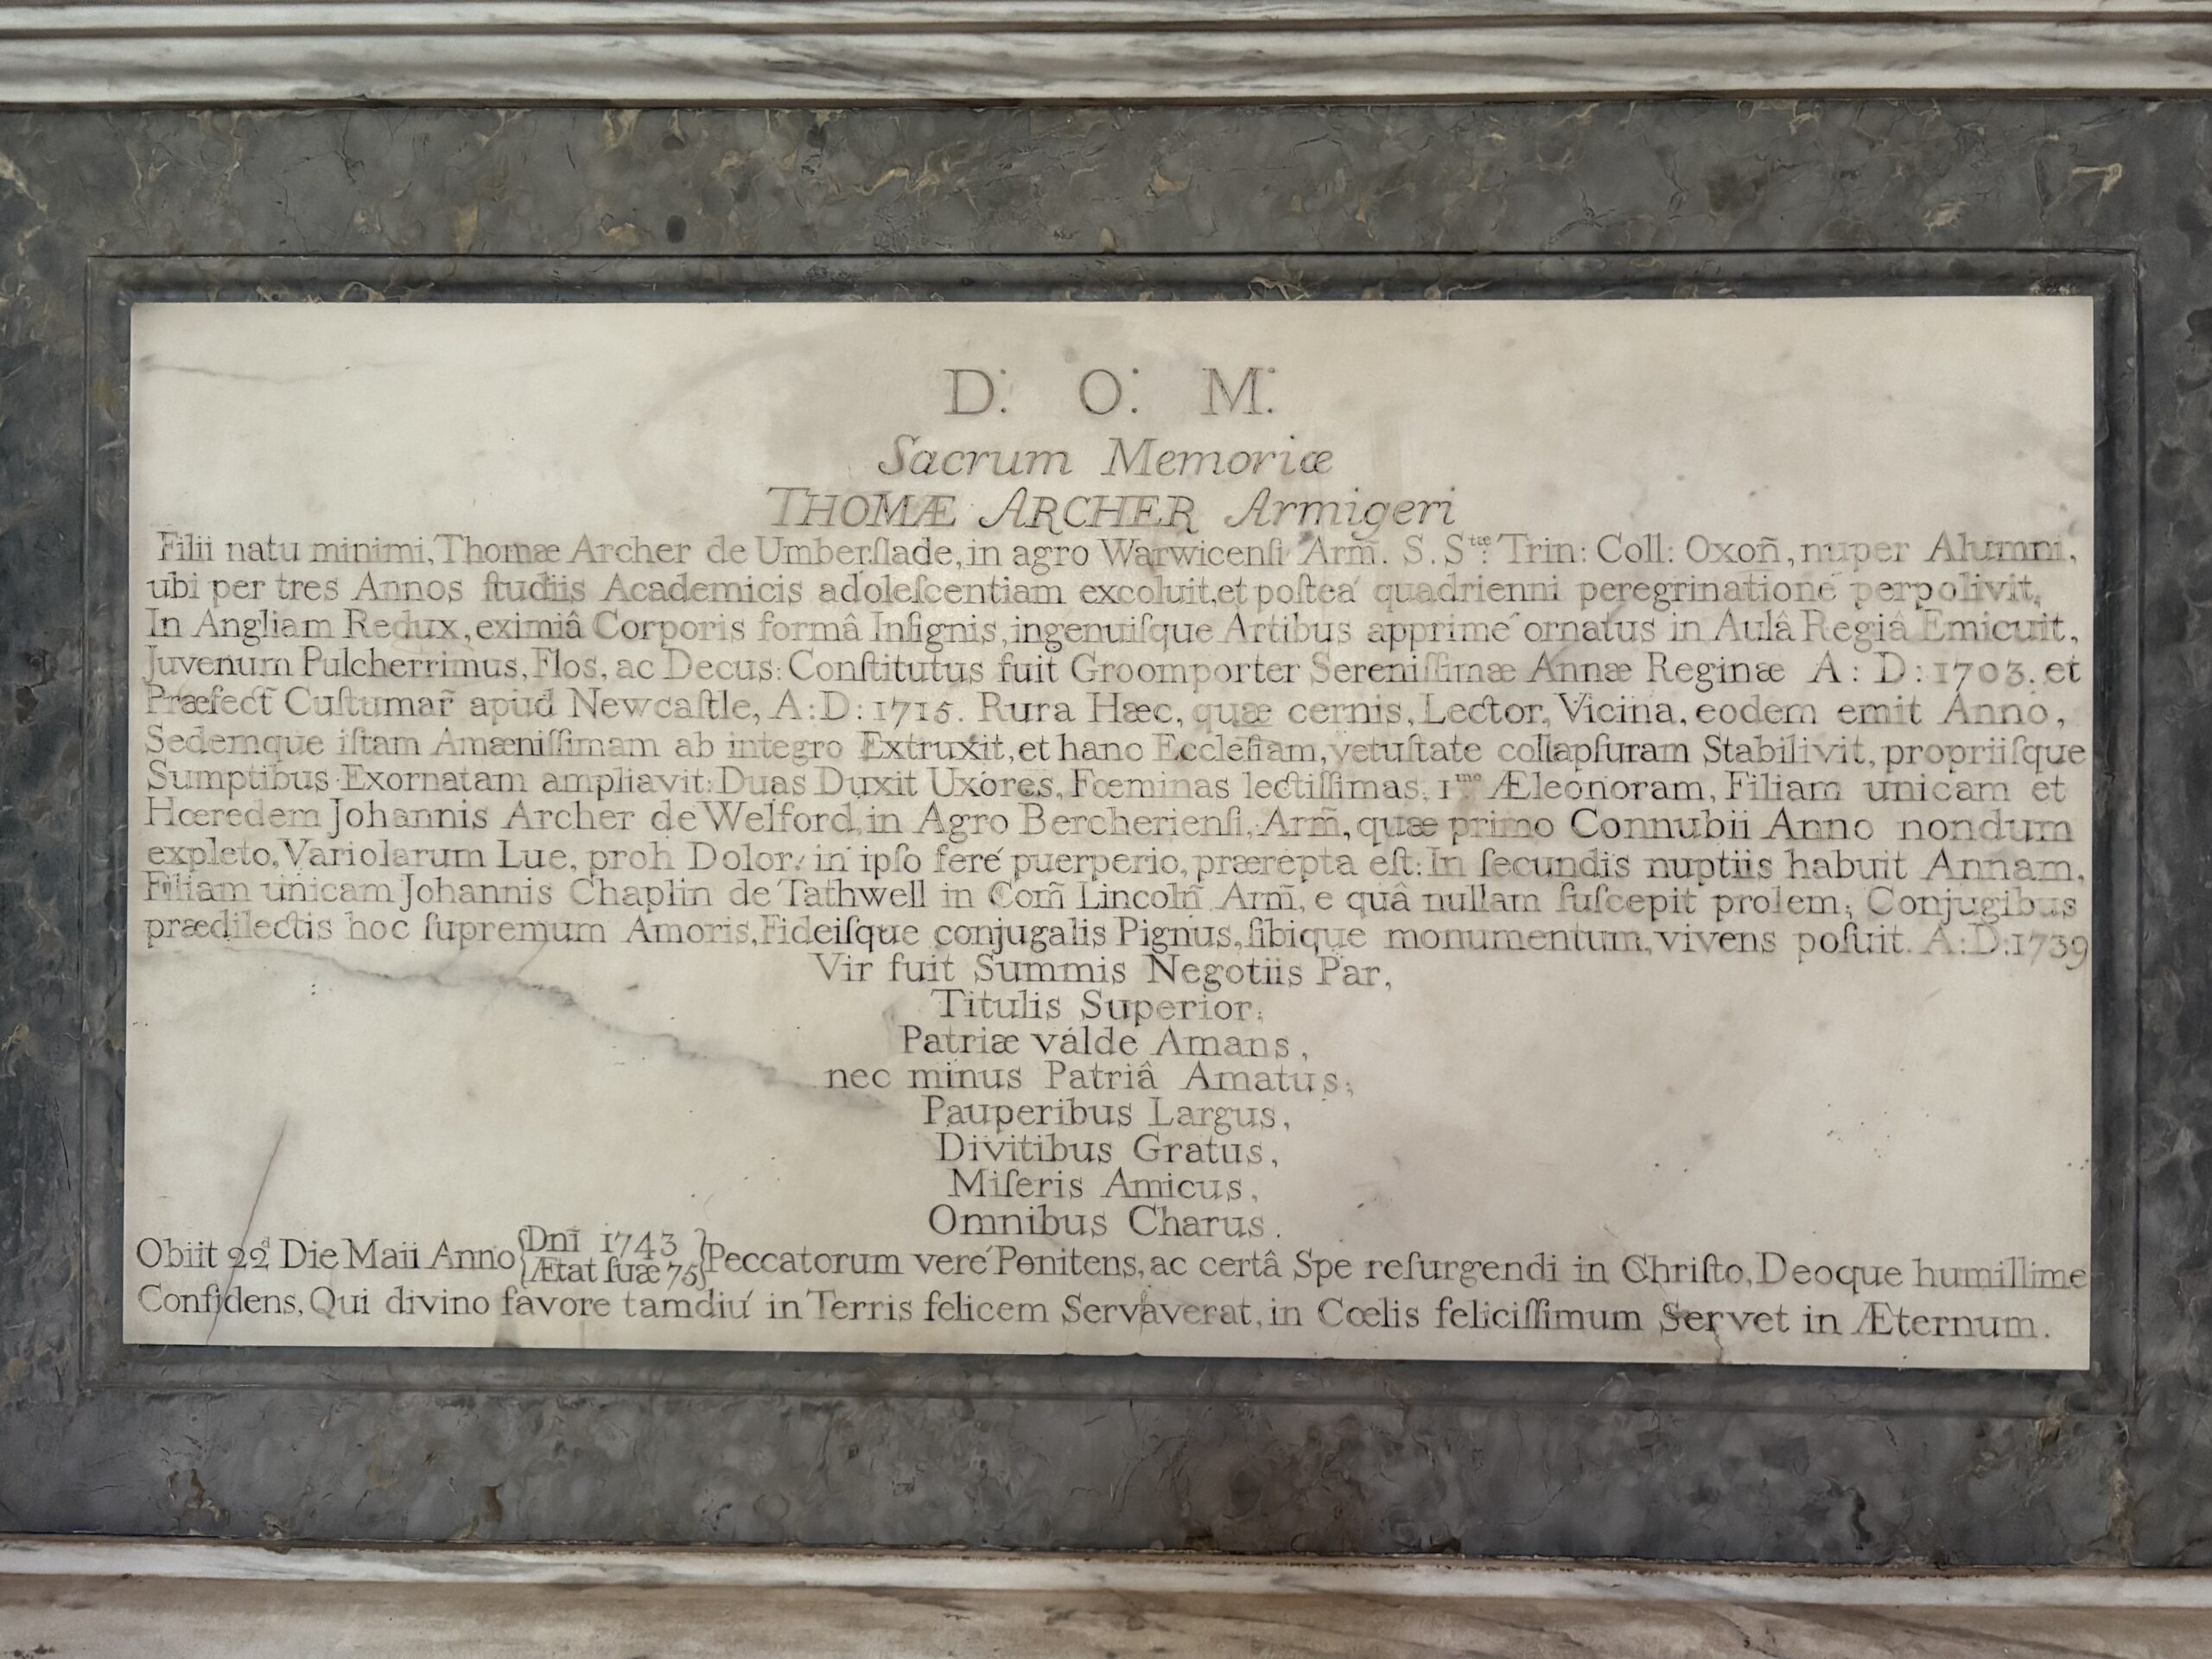 D: O: M:
Sacrum Memoriæ
THOMÆ ARCHER Armigeri
Filii natu minimi, Thomæ Archer de Umberſlade, in agro Warwicenſi Arm̃. S. Stæ: Trin: Coll: Oxoñ, nuper Alumni,
ubi per tres Annos ſtudiis Academicis adoleſcentiam excoluit, et poſteá quadrienni peregrinatione perpolivit,
In Angliam Redux, eximiâ Corporis formâ Inſignis, ingenuiſque Artibus apprimé ornatus in Aulâ Regiâ Emicuit,
Juvenum Pulcherrimus, Flos, ac Decus: Conſtitutus fuit Groomporter Sereniſſimæ Annæ Reginæ A: D: 1703. et
Præfect̃ Cuſtumar̃ apud Newcaſtle, A:D: 1715. Rura Hæc, quæ cernis, Lector, Vicina, eodem emit Anno,
Sedemque iſtam Amæniſſimam ab integro Extruxit, et hanc Eccleſiam, vetuſtate collapſuram Stabilivit, propriiſque
Sumptibus Exornatam ampliavit: Duas Duxit Uxores, Fœminas lectiſſimas, 1mo Æleonoram, Filiam unicam et
Hœredem Johannis Archer de Welford, in Agro Bercherienſi, Arm̃, quæ primo Connubii Anno nondum
expleto, Variolarum Lue, proh Dolor! in ipſo feré puerperio, prærepta eſt: In ſecundis nuptiis habuit Annam,
Filiam unicam Johannis Chaplin de Tathwell in Com̃ Lincolñ Arm̃, e quâ nullam ſuſcepit prolem; Conjugibus
prædilectis hoc ſupremum Amoris, Fideiſque conjugalis Pignus, ſibique monumentum, vivens poſuit. A:D:1739
Vir fuit Summis Negotiis Par,
Titulis Superior;
Patriæ válde Amans,
nec minus Patriâ Amatus;
Pauperibus Largus,
Divitibus Gratus,
Miſeris Amicus,
Omnibus Charus.
Obiit 22d Die Maii Anno {Dnĩ 1743 / Ætat ſuæ 75} Peccatorum veré Penitens, ac certâ Spe reſurgendi in Chriſto, Deoque humillime
Confidens, Qui divino favore tamdiú in Terris felicem Servaverat, in Cœlis feliciſſimum Servet in Æternum.